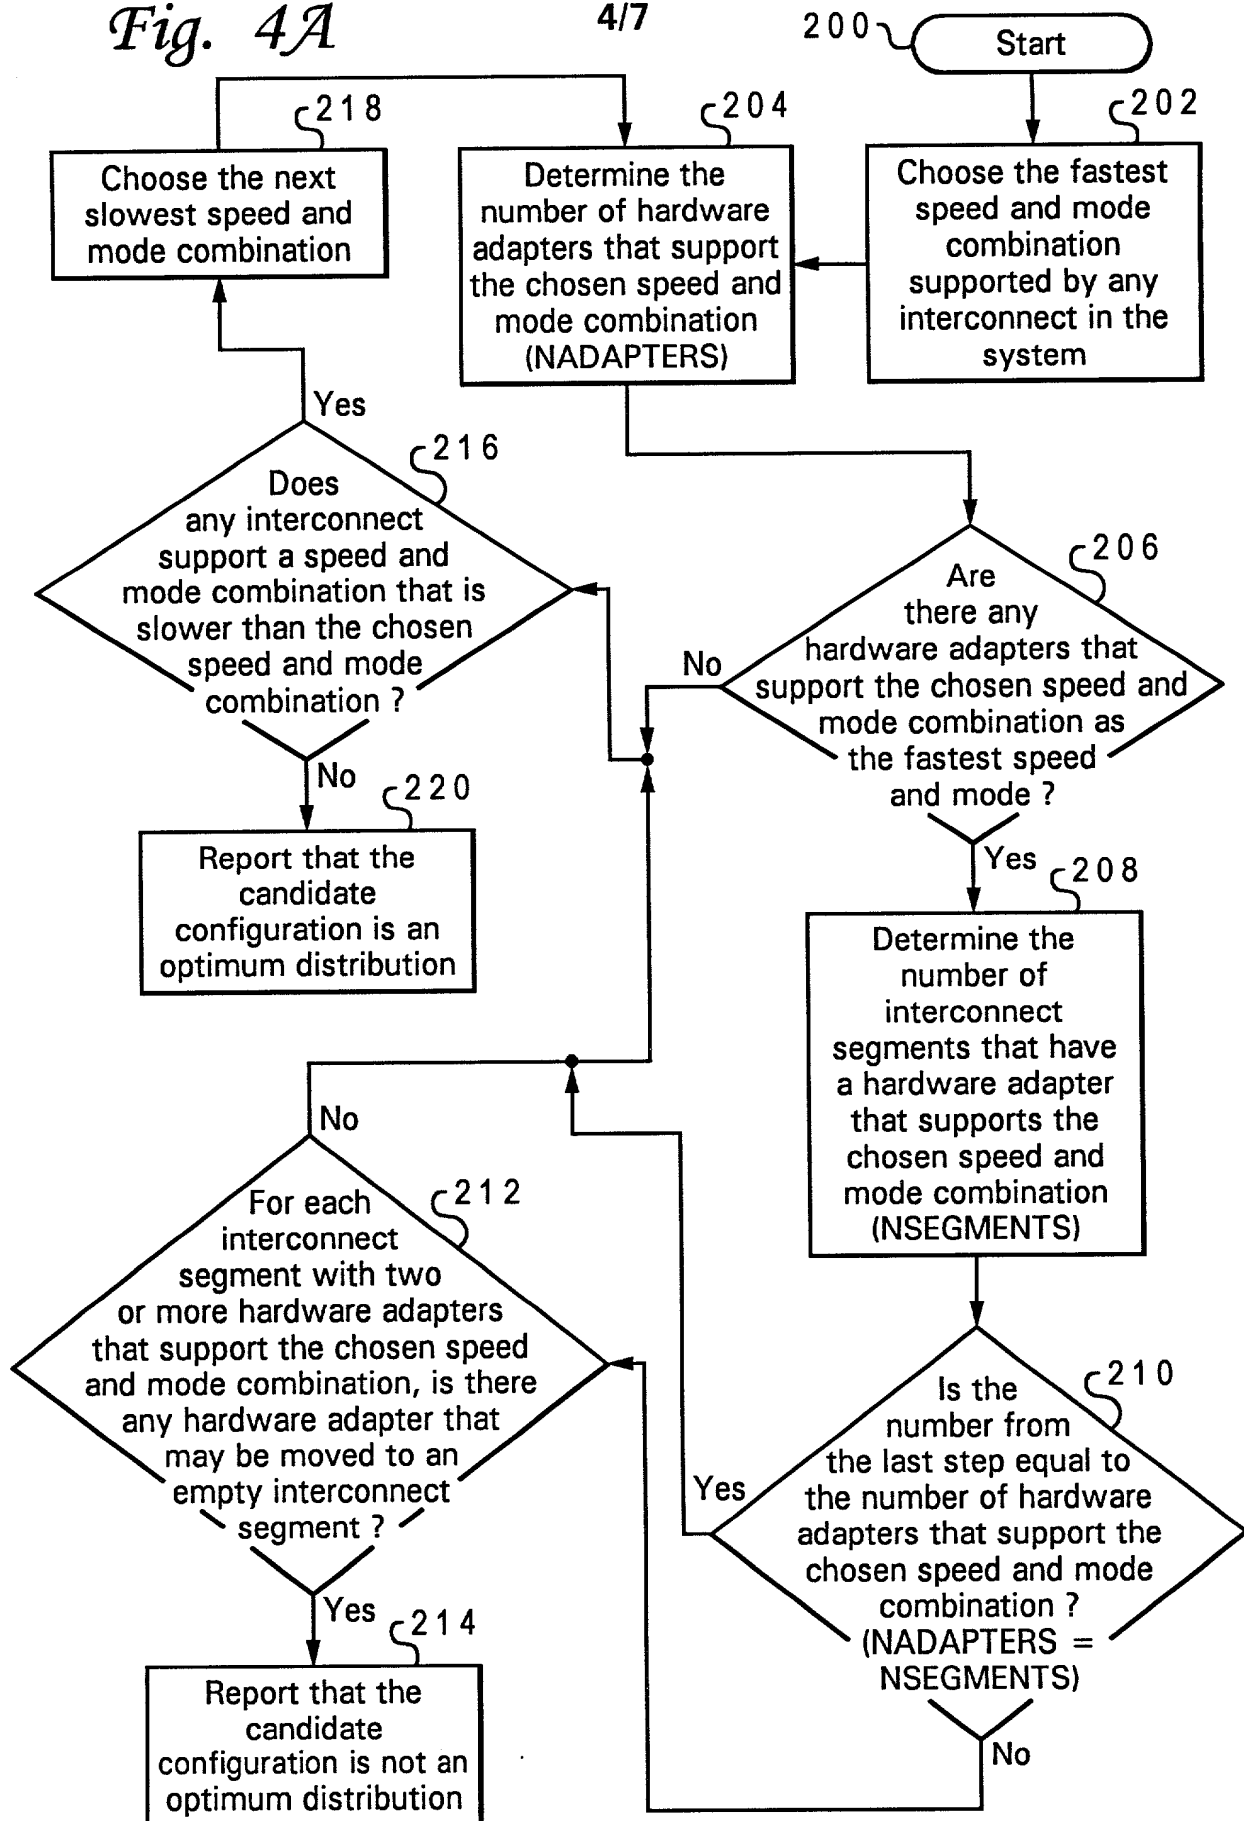 Fig. 4A
4/7
200
Start
218
204
202
Choose the next
slowest speed and
mode combination
Determine the
number of hardware
adapters that support
the chosen speed and
mode combination
(NADAPTERS)
Choose the fastest
speed and mode
combination
supported by any
interconnect in the
system
Yes
216
Does
any interconnect
support a speed and
mode combination that is
slower than the chosen
speed and mode
combination ?
No
206
Are
there any
hardware adapters that
support the chosen speed and
mode combination as
the fastest speed
and mode ?
No
Yes
220
Report that the
candidate
configuration is an
optimum distribution
208
Determine the
number of
interconnect
segments that have
a hardware adapter
that supports the
chosen speed and
mode combination
(NSEGMENTS)
No
212
For each
interconnect
segment with two
or more hardware adapters
that support the chosen speed
and mode combination, is there
any hardware adapter that
may be moved to an
empty interconnect
segment ?
Yes
210
Is the
number from
the last step equal to
the number of hardware
adapters that support the
chosen speed and mode
combination ?
(NADAPTERS =
NSEGMENTS)
Yes
No
214
Report that the
candidate
configuration is not an
optimum distribution